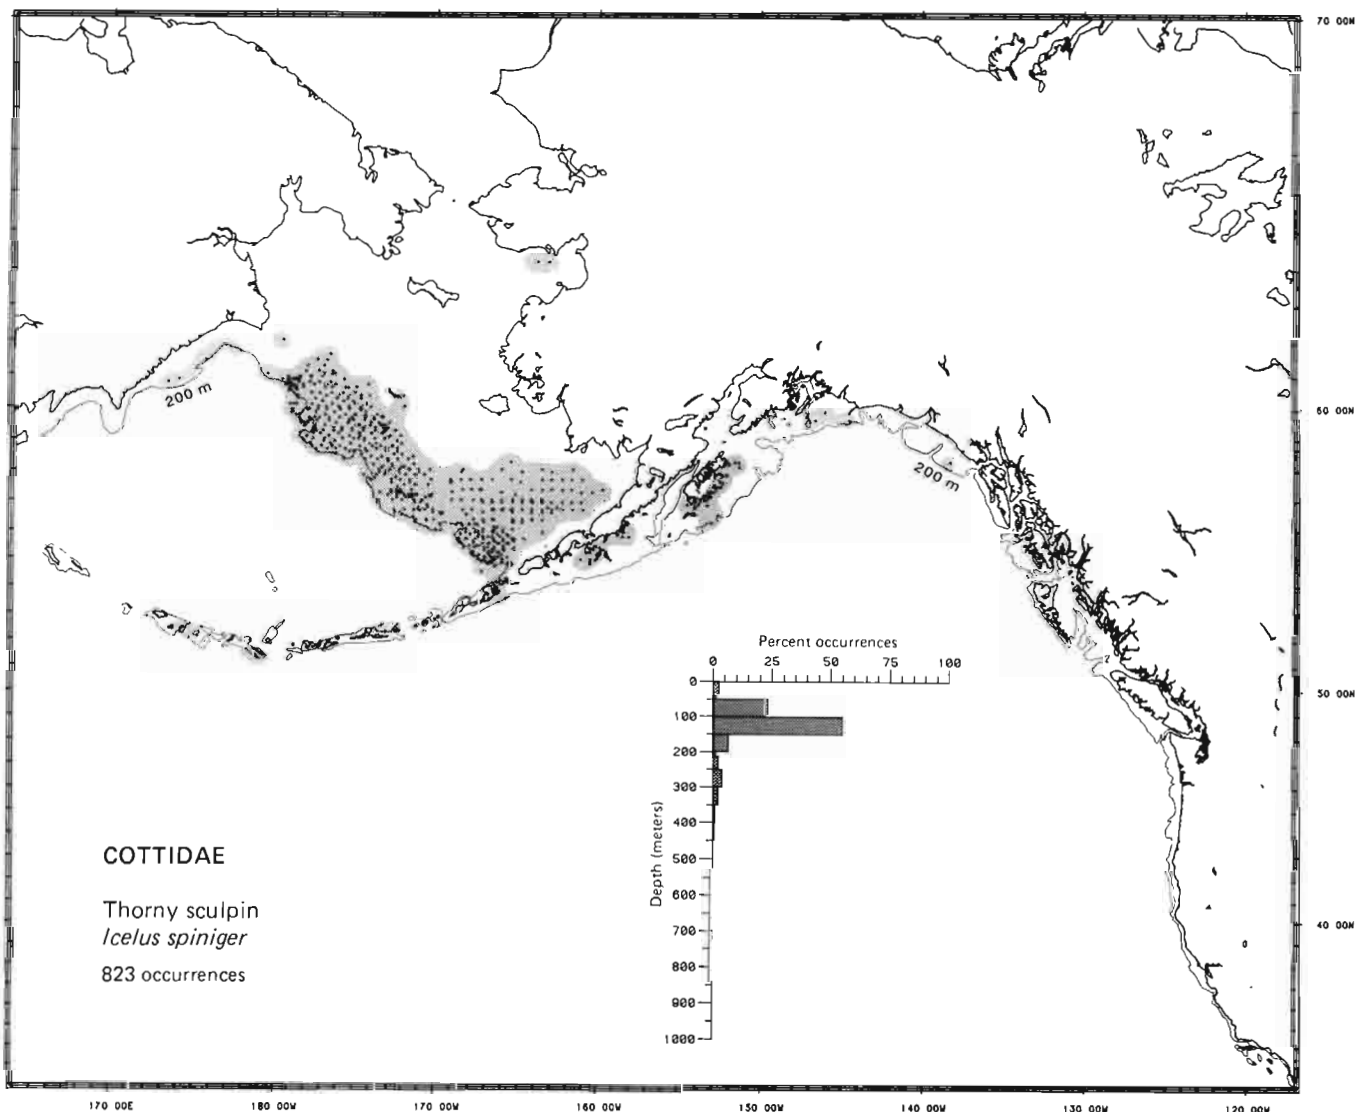 70 00N
200 m
60 00N
200 m
Percent occurrences
0 25 50 75 100
0
50 00N
100
200
300
400
500
600
700
800
900
1000
Depth (meters)
COTTIDAE
Thorny sculpin
Icelus spiniger
823 occurrences
40 00N
170 00E 180 00W 170 00W 160 00W 150 00W 140 00W 130 00W 120 00W